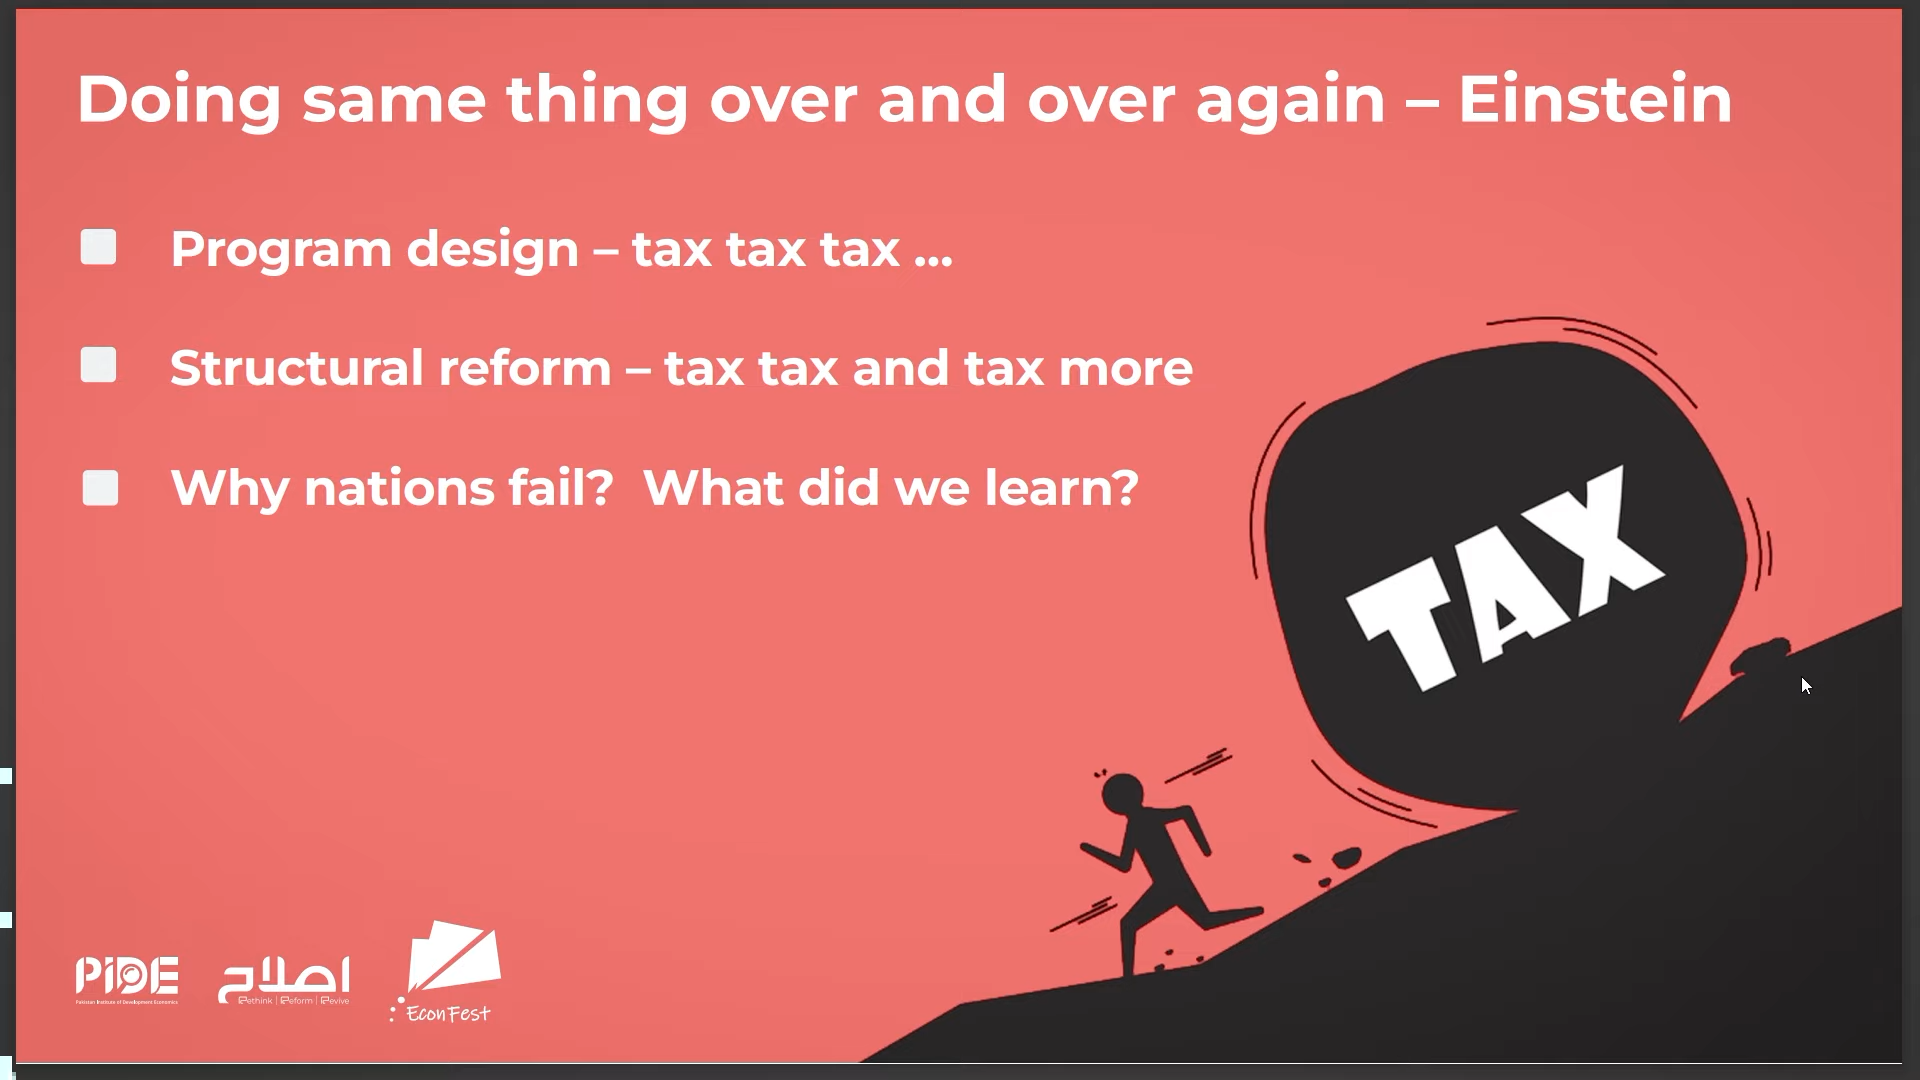 Doing same thing over and over again – Einstein
Program design – tax tax tax ...
Structural reform – tax tax and tax more
Why nations fail?  What did we learn?
TAX
PIDE
Pakistan Institute of Development Economics
اصلاح
Rethink | Reform | Revive
EconFest